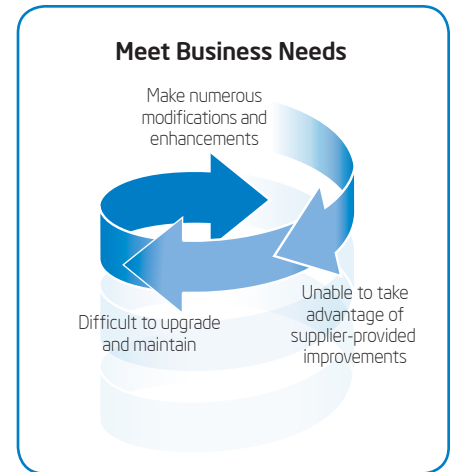 Meet Business Needs
Make numerous
modifications and
enhancements
Unable to take
advantage of
supplier-provided
improvements
Difficult to upgrade
and maintain